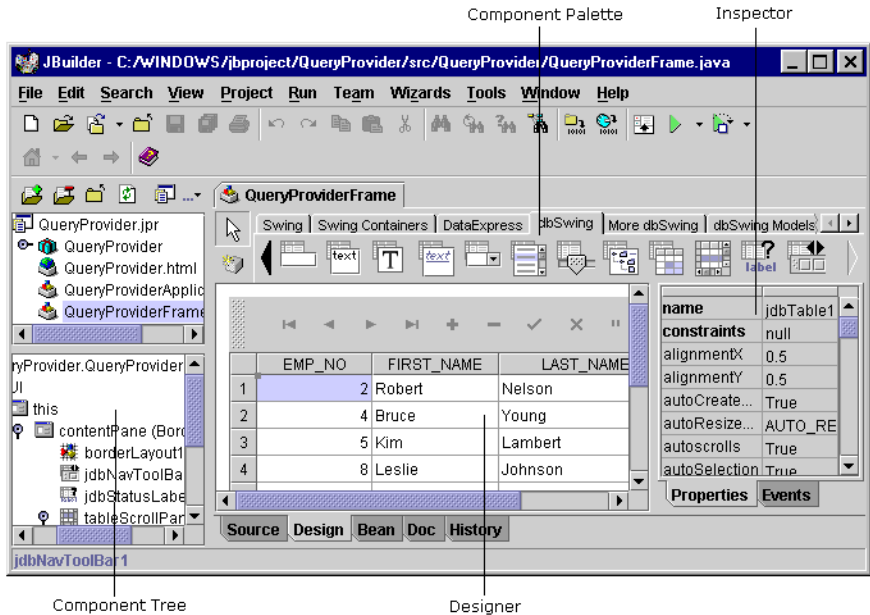 Component Palette Inspector
JBuilder - C:/WINDOWS/jbproject/QueryProvider/src/QueryProvider/QueryProviderFrame.java
File Edit Search View Project Run Team Wizards Tools Window Help
QueryProviderFrame
QueryProvider.jpr
QueryProvider
QueryProvider.html
QueryProviderApplic
QueryProviderFrame
Swing Swing Containers DataExpress dbSwing More dbSwing dbSwing Models
text T text label
ryProvider.QueryProvider
UI
this
contentPane (Bord
borderLayout1
jdbNavToolBa
jdbStatusLabe
tableScrollPar
EMP_NO FIRST_NAME LAST_NAME
1 2 Robert Nelson
2 4 Bruce Young
3 5 Kim Lambert
4 8 Leslie Johnson
name jdbTable1
constraints null
alignmentX 0.5
alignmentY 0.5
autoCreate... True
autoResize... AUTO_RE
autoscrolls True
autoSelection True
Properties Events
Source Design Bean Doc History
jdbNavToolBar1
Component Tree Designer